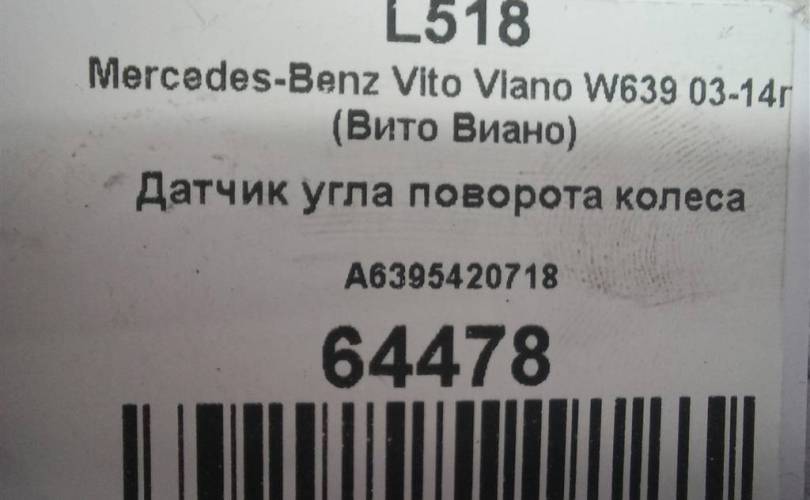 L518
Mercedes-Benz Vito Viano W639 03-14г
(Вито Виано)
Датчик угла поворота колеса
A6395420718
64478